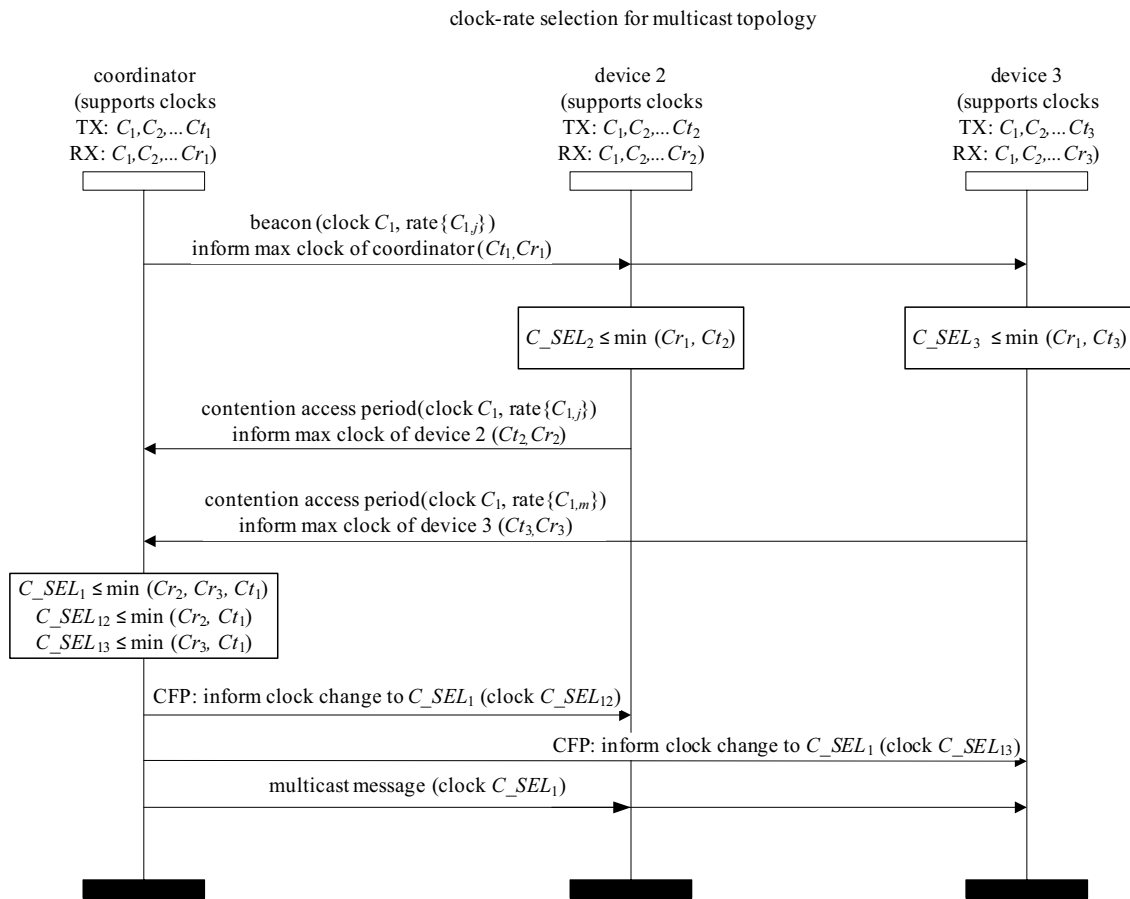 clock-rate selection for multicast topology
coordinator
(supports clocks
TX: C₁,C₂,... Ct₁
RX: C₁,C₂,... Cr₁)
device 2
(supports clocks
TX: C₁,C₂,... Ct₂
RX: C₁,C₂,... Cr₂)
device 3
(supports clocks
TX: C₁,C₂,... Ct₃
RX: C₁,C₂,... Cr₃)
beacon (clock C₁, rate{C₁,ⱼ})
inform max clock of coordinator (Ct₁,Cr₁)
C_SEL₂ ≤ min (Cr₁, Ct₂)
C_SEL₃ ≤ min (Cr₁, Ct₃)
contention access period(clock C₁, rate{C₁,ⱼ})
inform max clock of device 2 (Ct₂,Cr₂)
contention access period(clock C₁, rate{C₁,ₘ})
inform max clock of device 3 (Ct₃,Cr₃)
C_SEL₁ ≤ min (Cr₂, Cr₃, Ct₁)
C_SEL₁₂ ≤ min (Cr₂, Ct₁)
C_SEL₁₃ ≤ min (Cr₃, Ct₁)
CFP: inform clock change to C_SEL₁ (clock C_SEL₁₂)
CFP: inform clock change to C_SEL₁ (clock C_SEL₁₃)
multicast message (clock C_SEL₁)